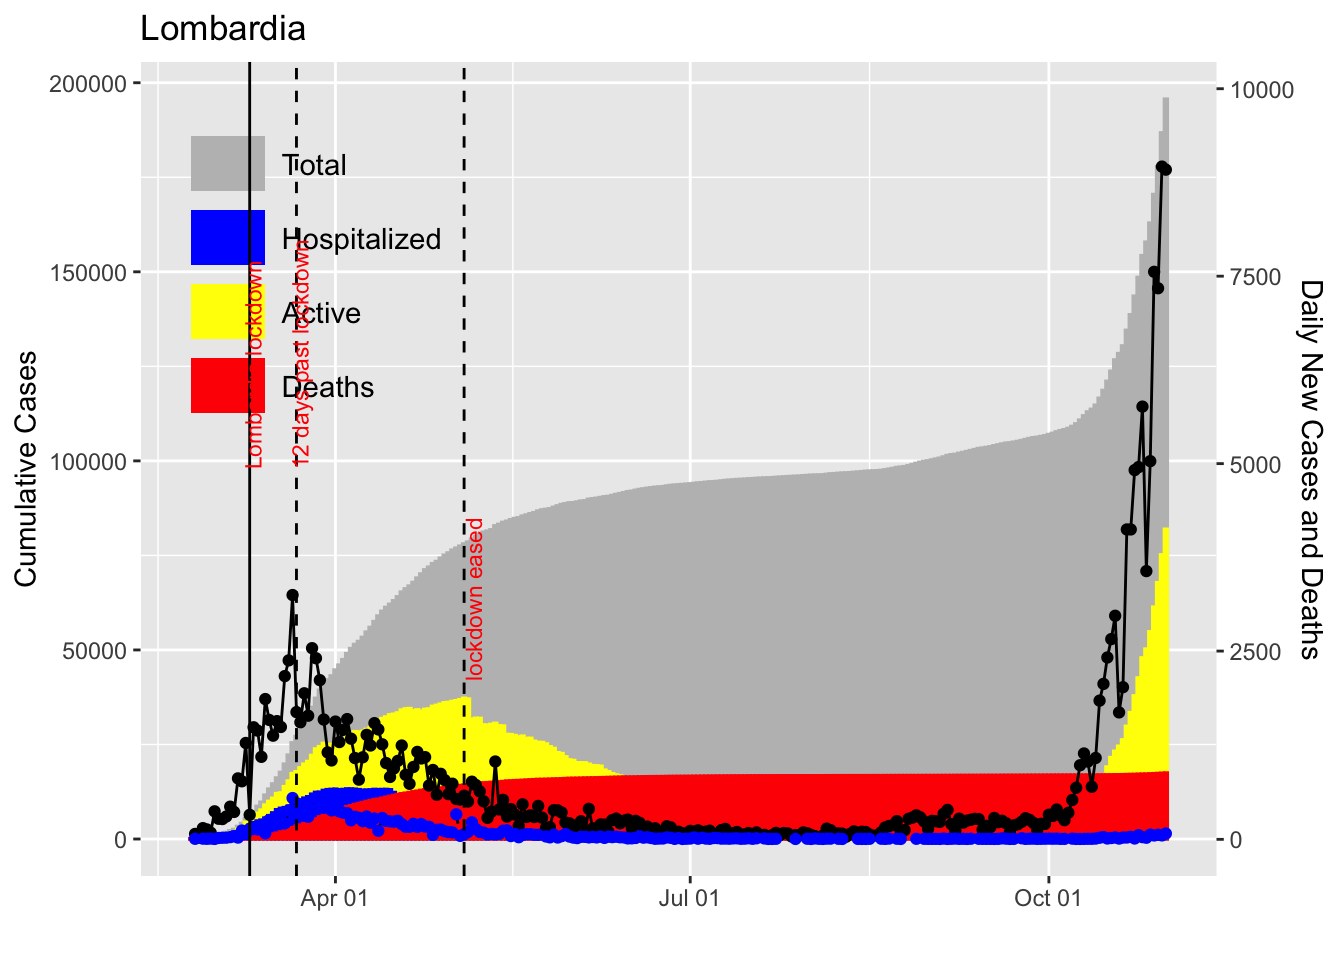 Lombardia
200000
150000
100000
50000
0
Cumulative Cases
Total
Hospitalized
Active
Deaths
Lombardia lockdown
12 days past lockdown
lockdown eased
10000
7500
5000
2500
0
Daily New Cases and Deaths
Apr 01
Jul 01
Oct 01